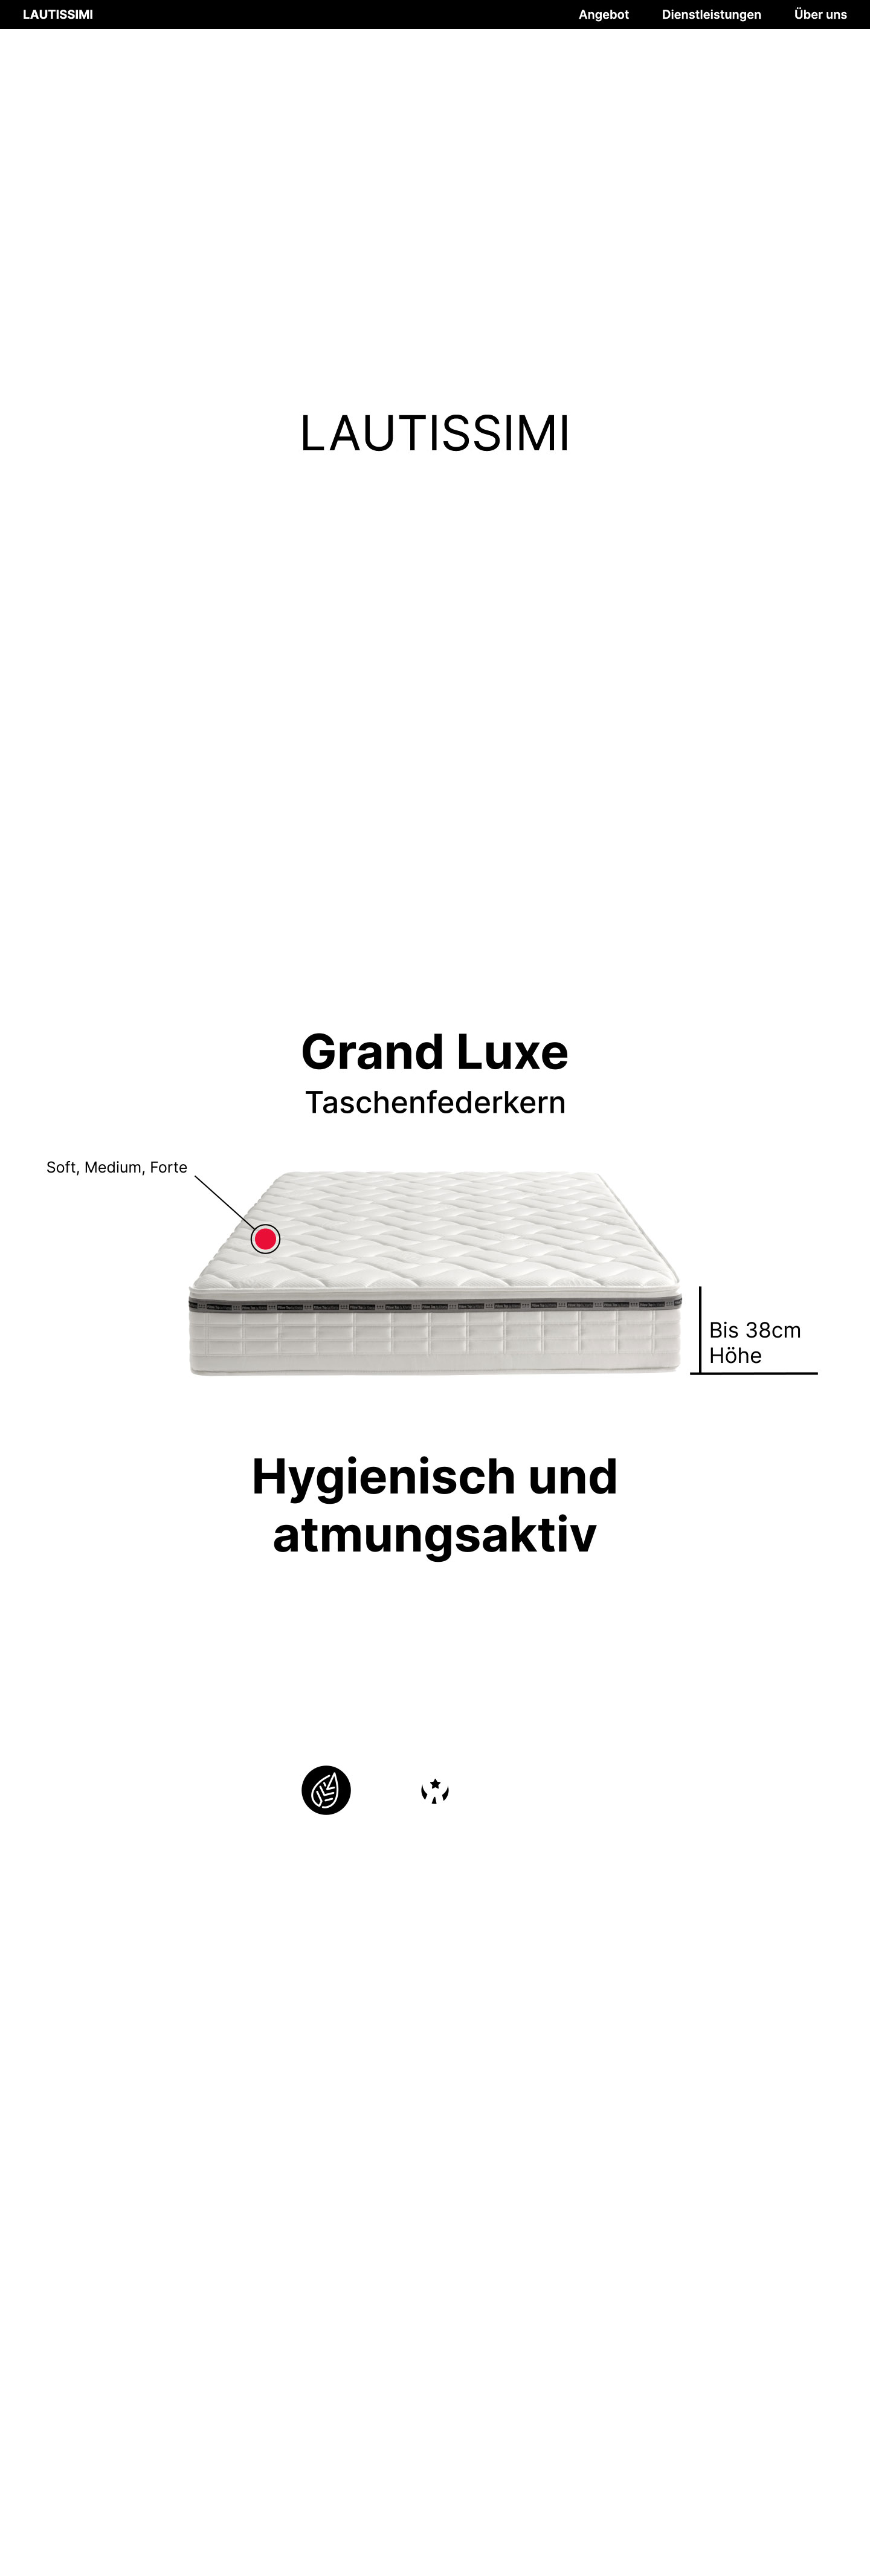 LAUTISSIMI
Angebot
Dienstleistungen
Über uns
LAUTISSIMI
Grand Luxe
Taschenfederkern
Soft, Medium, Forte
Bis 38cm
Höhe
Hygienisch und
atmungsaktiv